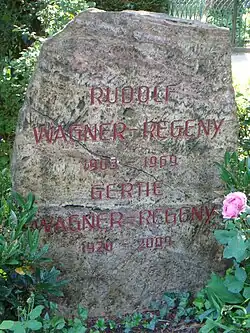 RUDOLF
WAGNER-REGENY
1903 - 1969
GERTIE
WAGNER-REGENY
1920 - 2009